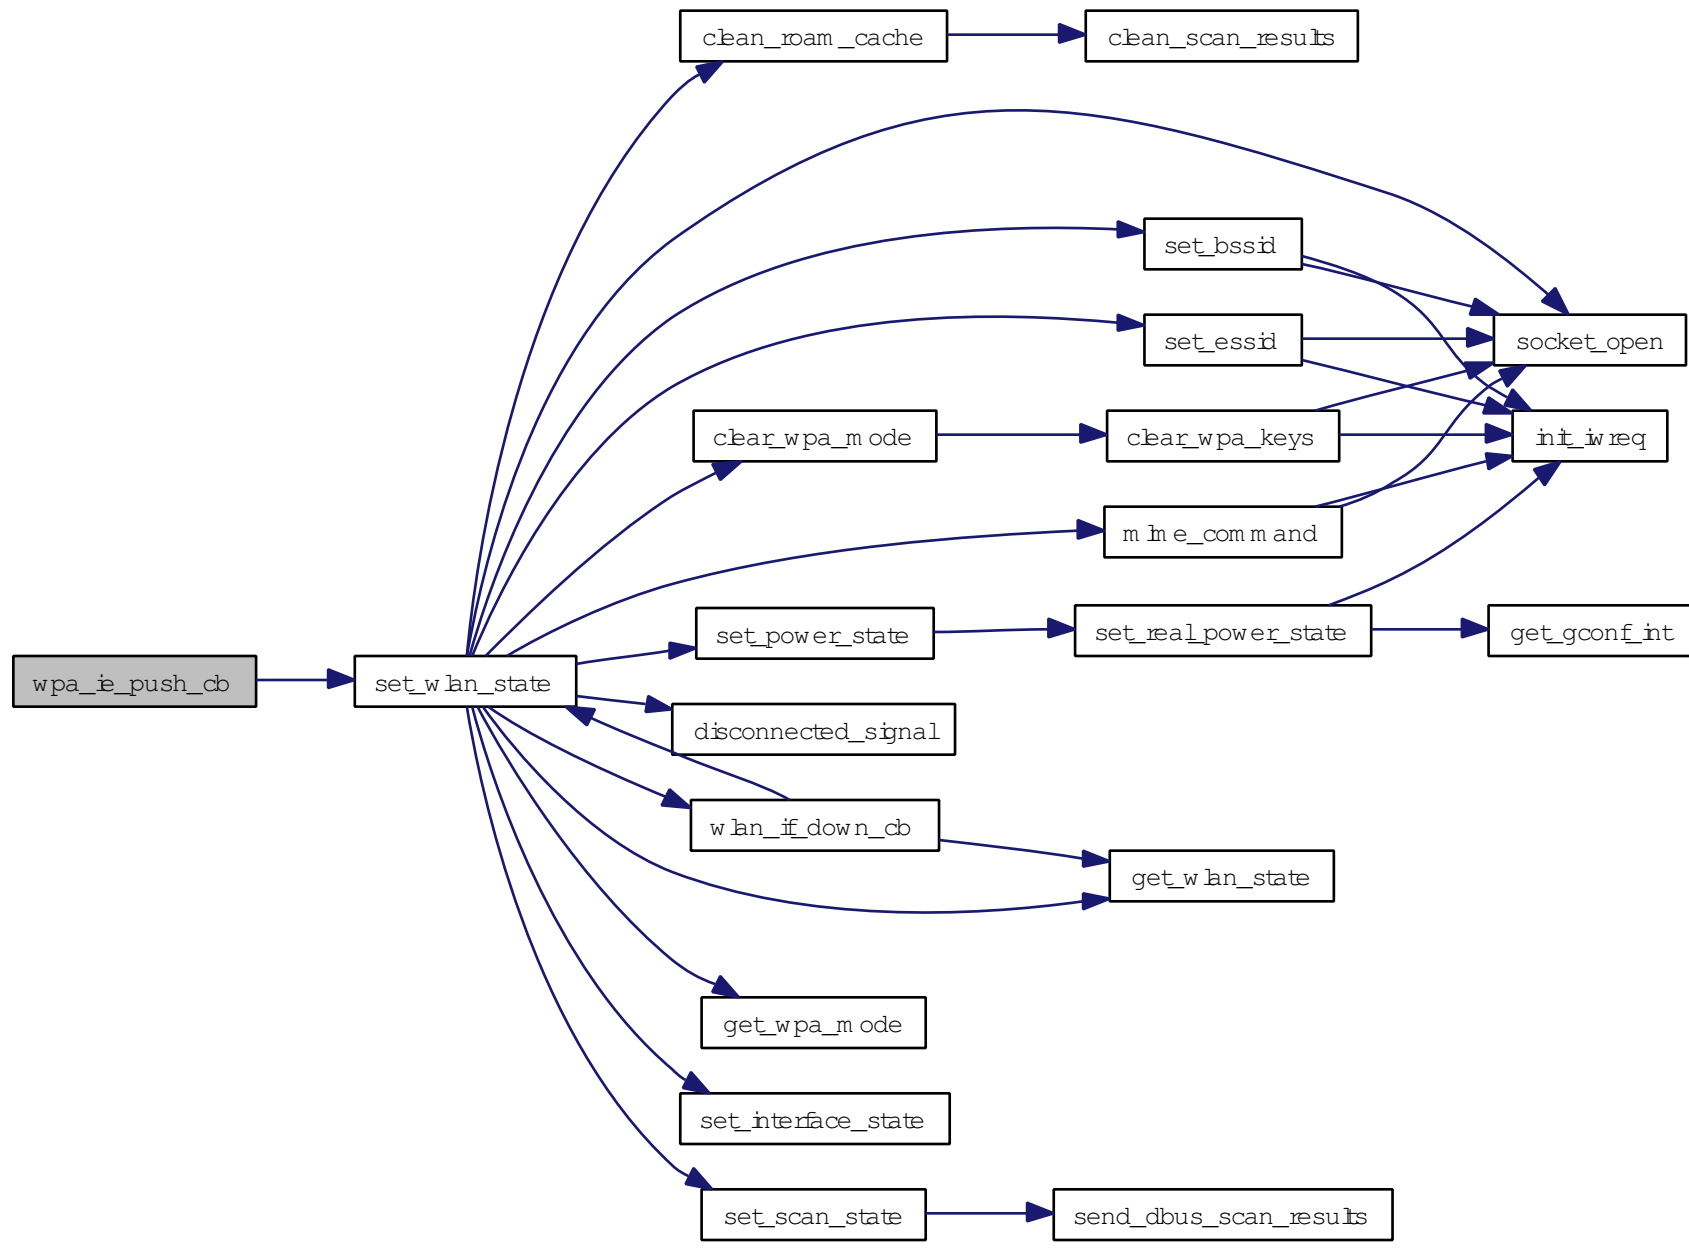 clean_roam_cache
clean_scan_results
set_bssid
set_essid
socket_open
clear_wpa_mode
clear_wpa_keys
init_iwreq
mlme_command
set_power_state
set_real_power_state
get_gconf_int
wpa_ie_push_cb
set_wlan_state
disconnected_signal
wlan_if_down_cb
get_wlan_state
get_wpa_mode
set_interface_state
set_scan_state
send_dbus_scan_results